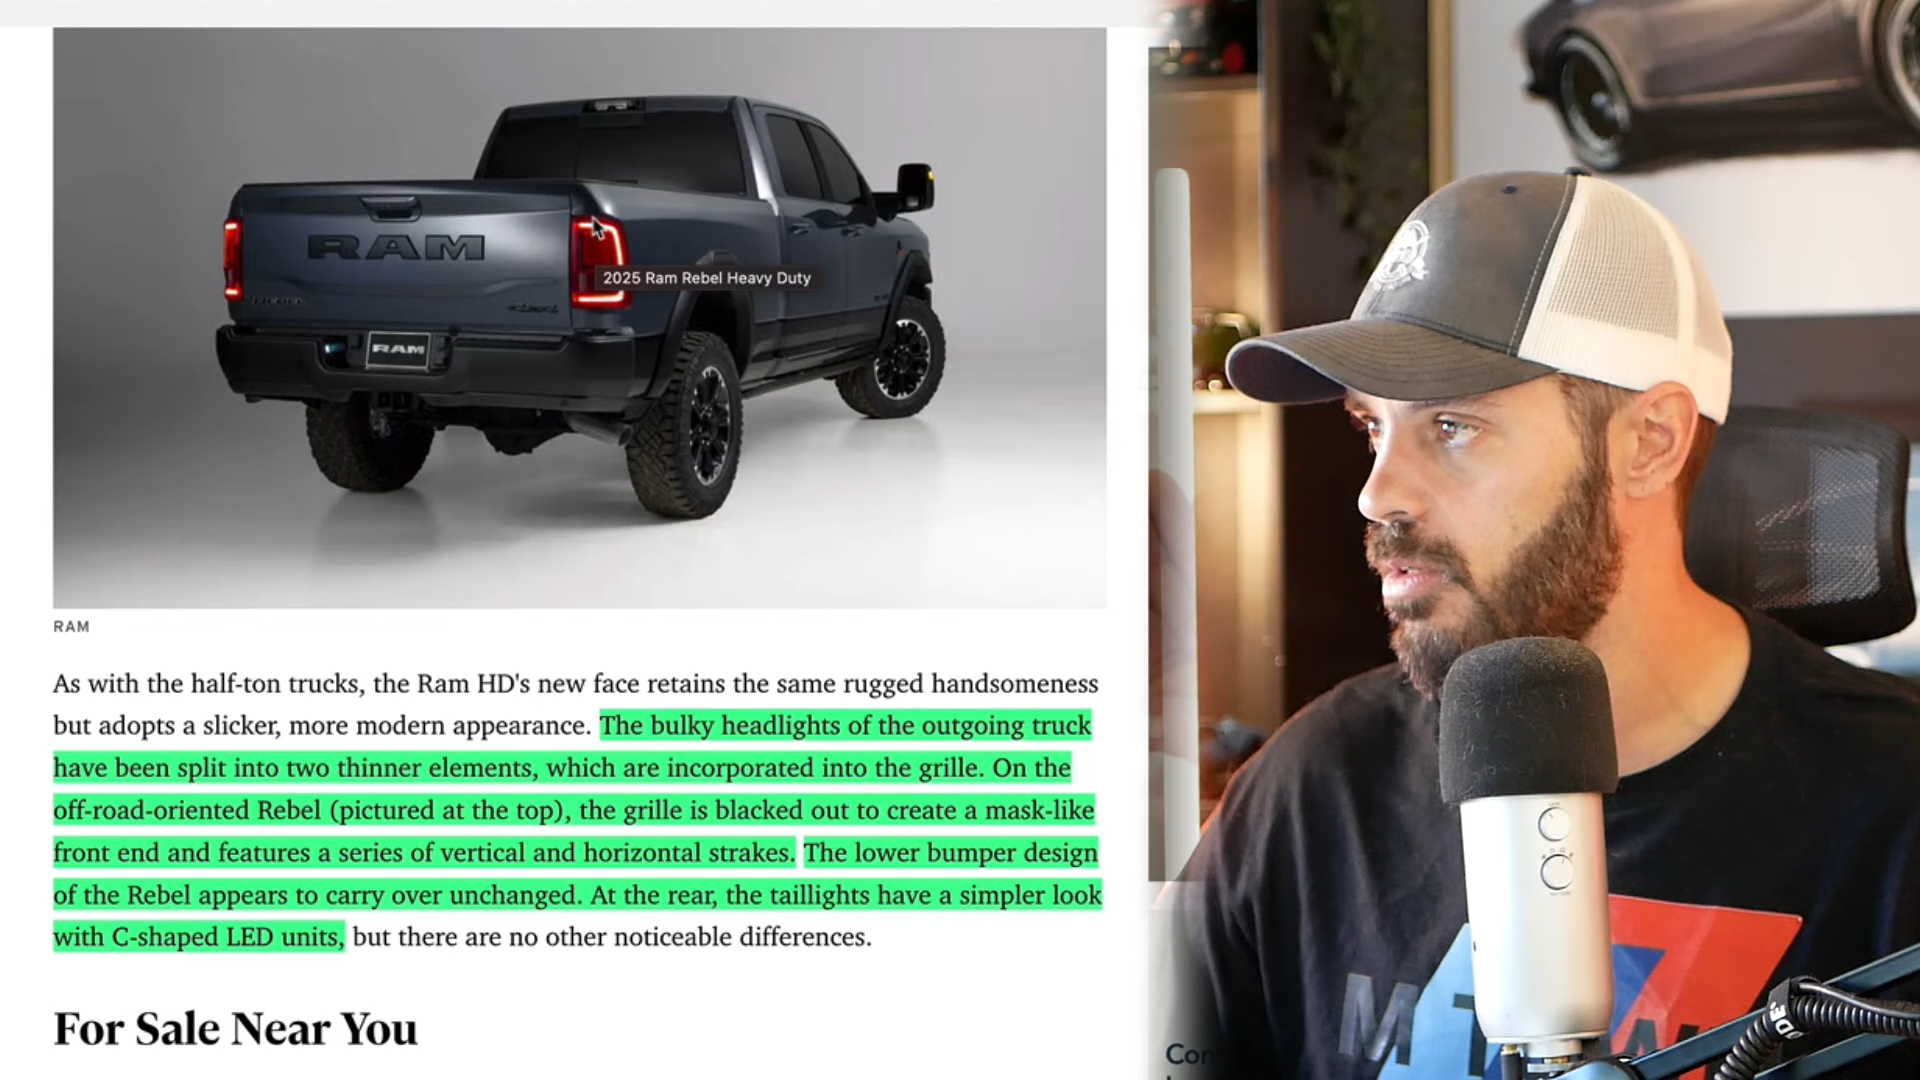 RAM
REBEL
4x4
RAM
2025 Ram Rebel Heavy Duty
RAM
As with the half-ton trucks, the Ram HD's new face retains the same rugged handsomeness
but adopts a slicker, more modern appearance. The bulky headlights of the outgoing truck
have been split into two thinner elements, which are incorporated into the grille. On the
off-road-oriented Rebel (pictured at the top), the grille is blacked out to create a mask-like
front end and features a series of vertical and horizontal strakes. The lower bumper design
of the Rebel appears to carry over unchanged. At the rear, the taillights have a simpler look
with C-shaped LED units, but there are no other noticeable differences.
For Sale Near You
Con
M T